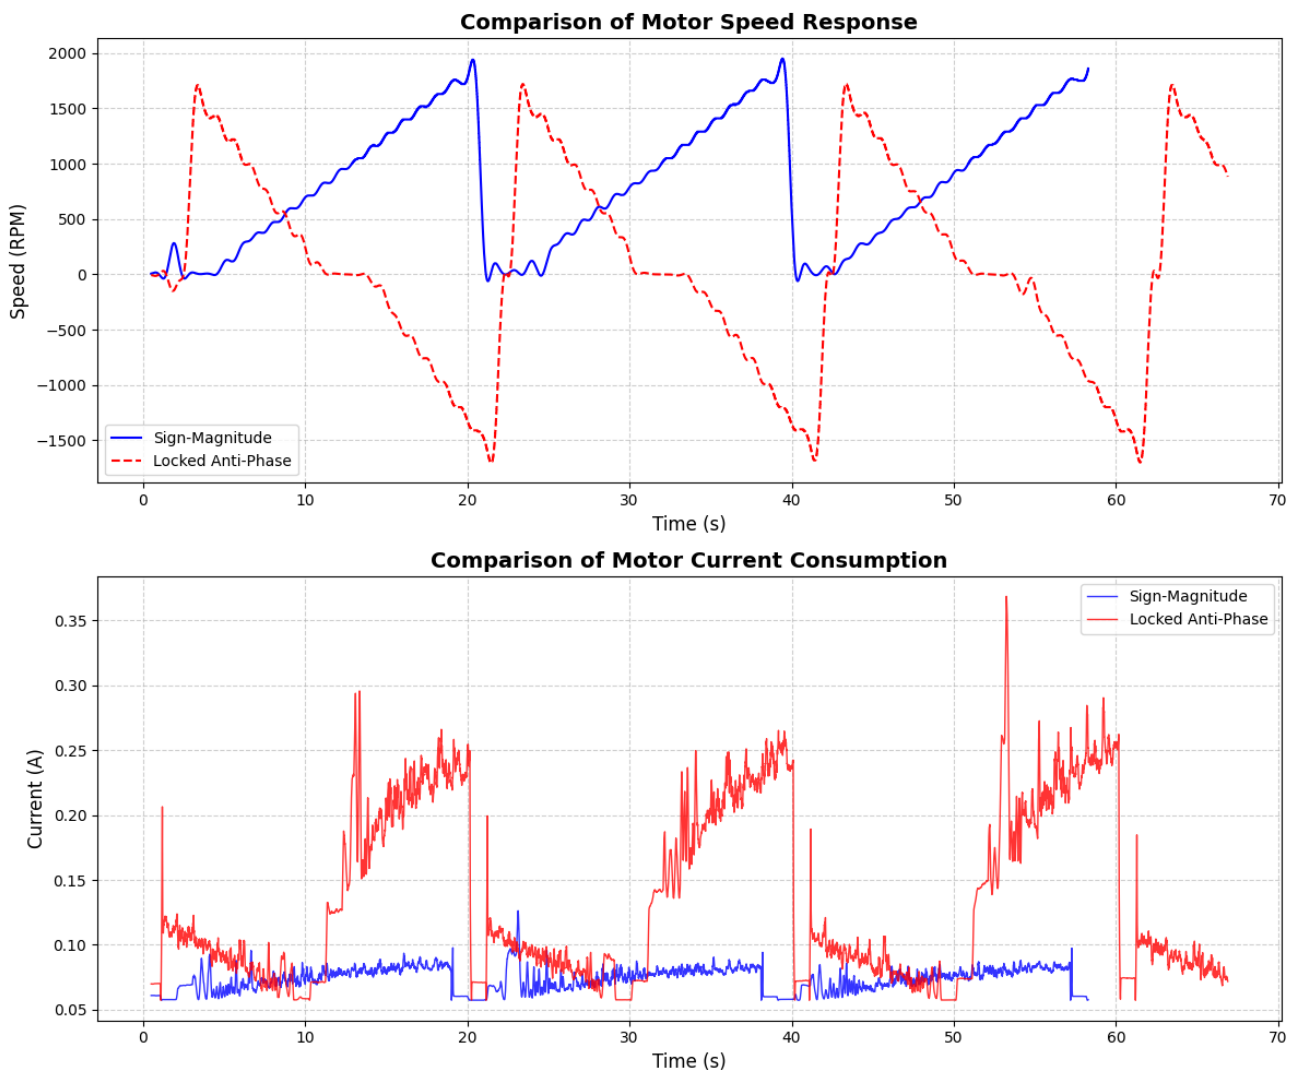 Comparison of Motor Speed Response
Speed (RPM)
2000
1500
1000
500
0
−500
−1000
−1500
Sign-Magnitude
Locked Anti-Phase
0 10 20 30 40 50 60 70
Time (s)
Comparison of Motor Current Consumption
Current (A)
0.35
0.30
0.25
0.20
0.15
0.10
0.05
Sign-Magnitude
Locked Anti-Phase
0 10 20 30 40 50 60 70
Time (s)